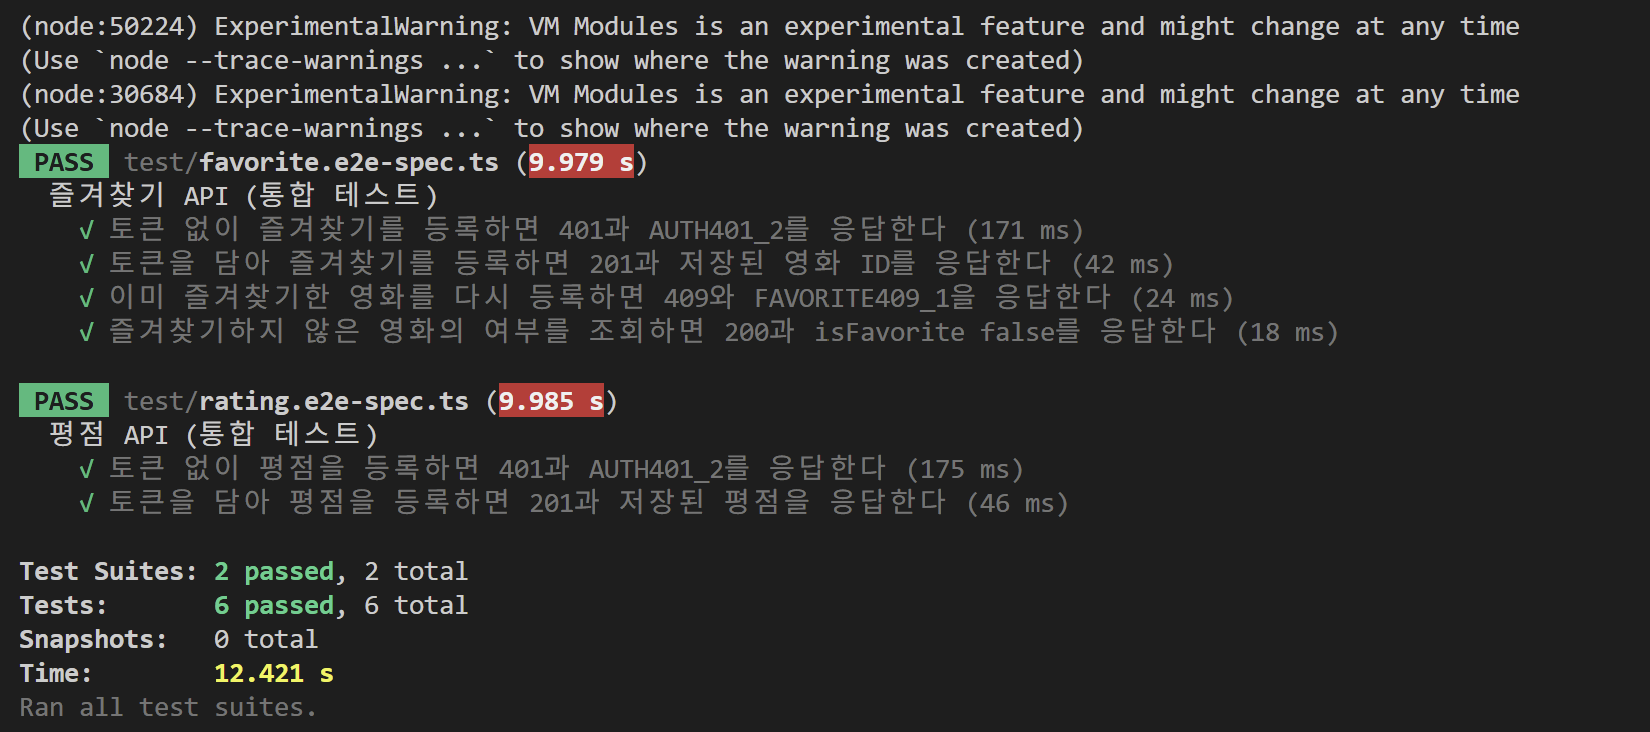 (node:50224) ExperimentalWarning: VM Modules is an experimental feature and might change at any time
(Use `node --trace-warnings ...` to show where the warning was created)
(node:30684) ExperimentalWarning: VM Modules is an experimental feature and might change at any time
(Use `node --trace-warnings ...` to show where the warning was created)
PASS test/favorite.e2e-spec.ts (9.979 s)
즐겨찾기 API (통합 테스트)
√ 토큰 없이 즐겨찾기를 등록하면 401과 AUTH401_2를 응답한다 (171 ms)
√ 토큰을 담아 즐겨찾기를 등록하면 201과 저장된 영화 ID를 응답한다 (42 ms)
√ 이미 즐겨찾기한 영화를 다시 등록하면 409와 FAVORITE409_1을 응답한다 (24 ms)
√ 즐겨찾기하지 않은 영화의 여부를 조회하면 200과 isFavorite false를 응답한다 (18 ms)
PASS test/rating.e2e-spec.ts (9.985 s)
평점 API (통합 테스트)
√ 토큰 없이 평점을 등록하면 401과 AUTH401_2를 응답한다 (175 ms)
√ 토큰을 담아 평점을 등록하면 201과 저장된 평점을 응답한다 (46 ms)
Test Suites: 2 passed, 2 total
Tests: 6 passed, 6 total
Snapshots: 0 total
Time: 12.421 s
Ran all test suites.